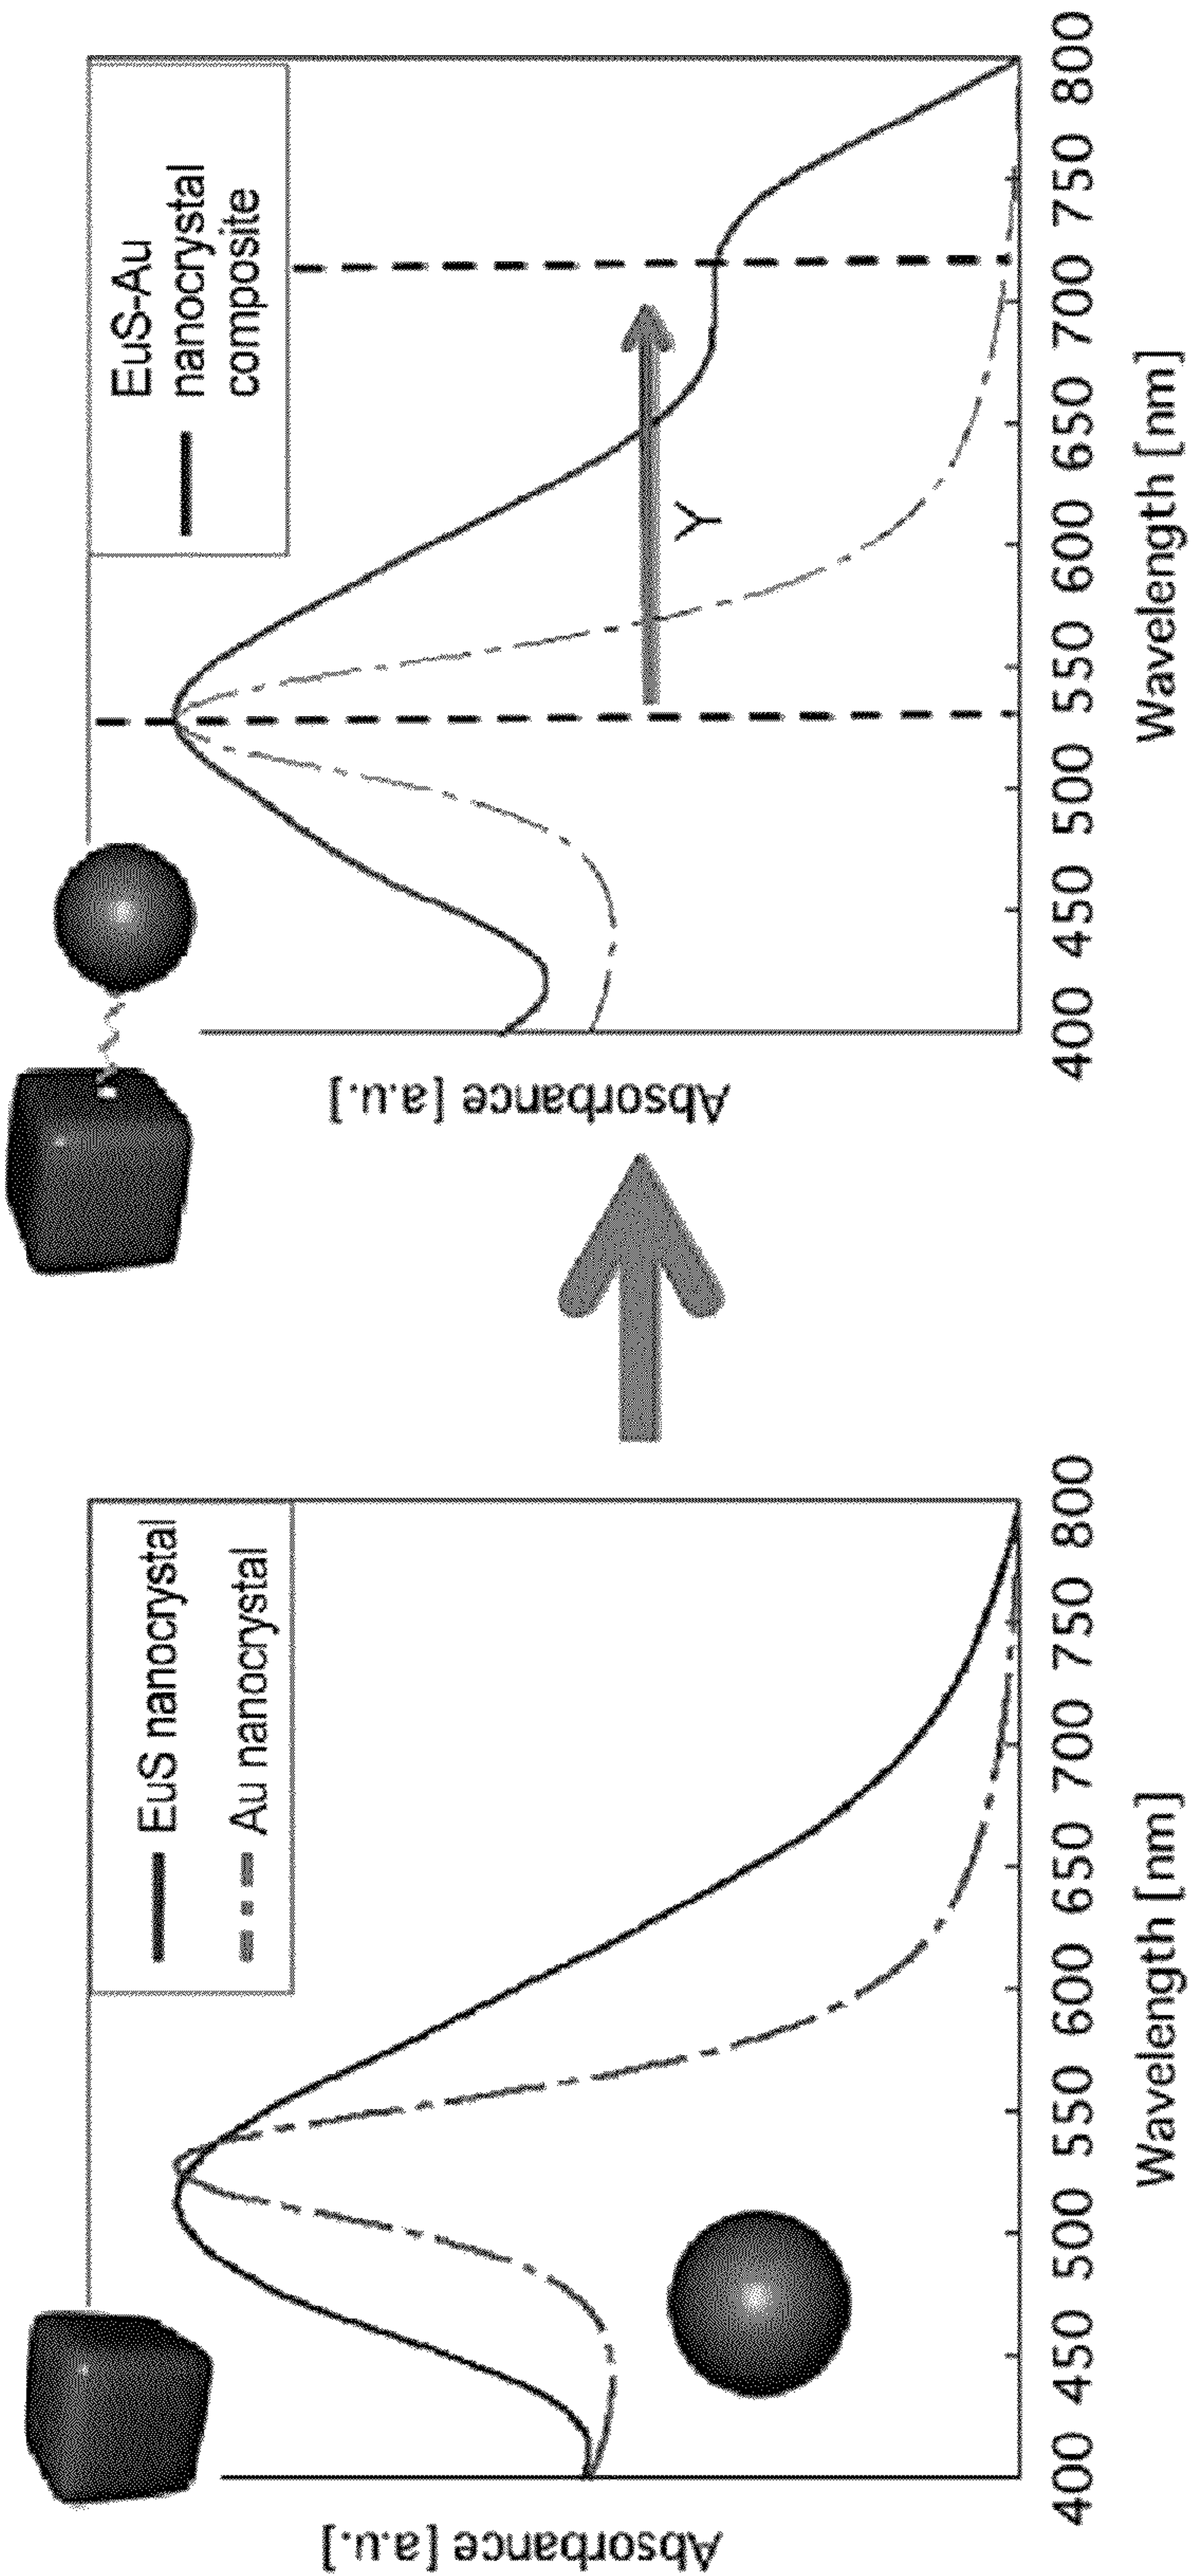 EuS nanocrystal
Au nanocrystal
Absorbance [a.u.]
400 450 500 550 600 650 700 750 800
Wavelength [nm]
EuS-Au
nanocrystal
composite
Y
Absorbance [a.u.]
400 450 500 550 600 650 700 750 800
Wavelength [nm]